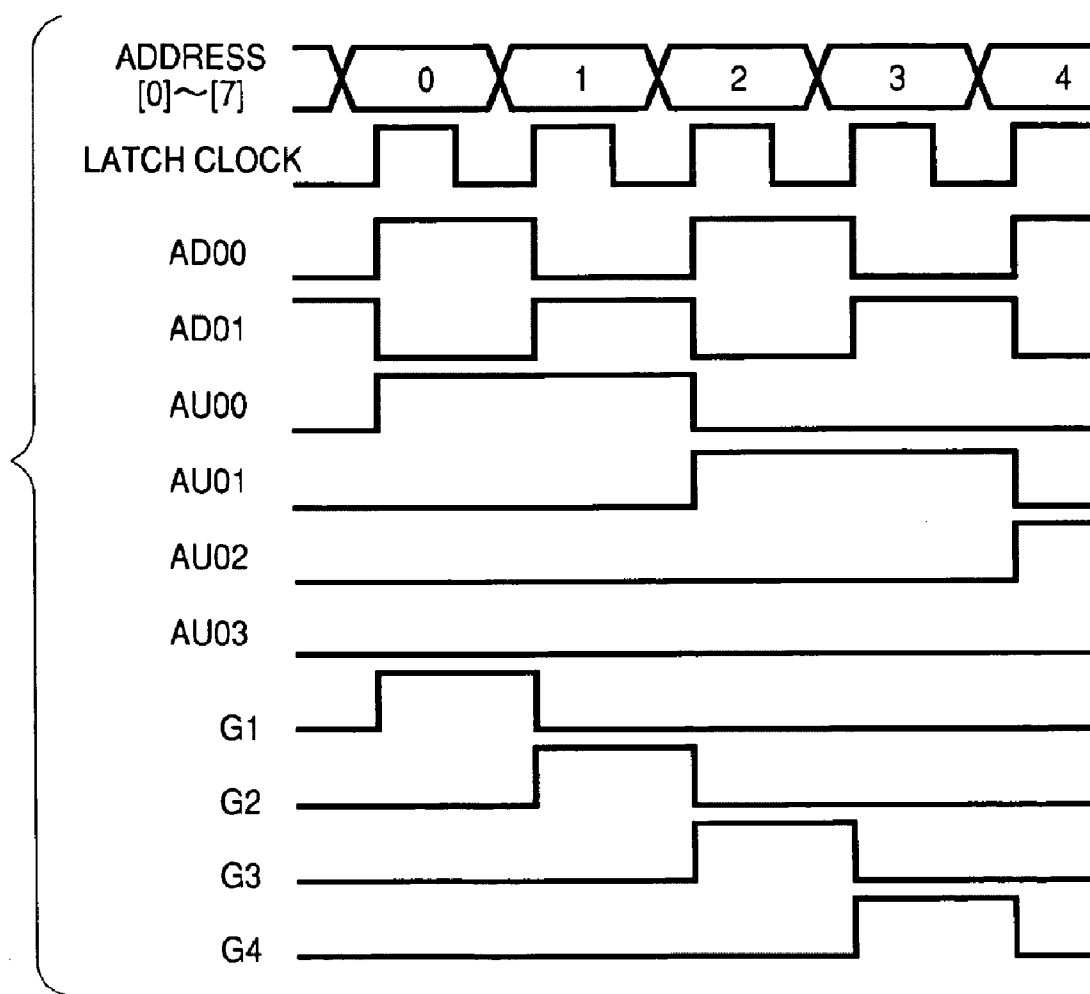 ADDRESS
[0]～[7]
0 1 2 3 4
LATCH CLOCK
AD00
AD01
AU00
AU01
AU02
AU03
G1
G2
G3
G4